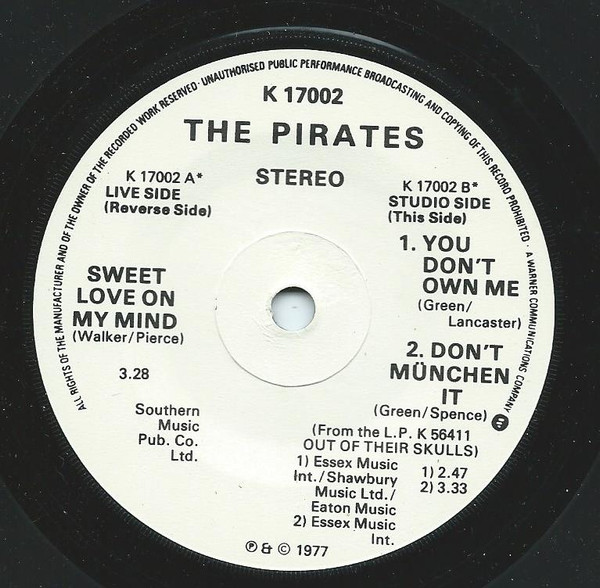 ALL RIGHTS OF THE MANUFACTURER AND OF THE OWNER OF THE RECORDED WORK RESERVED · UNAUTHORISED PUBLIC PERFORMANCE BROADCASTING AND COPYING OF THIS RECORD PROHIBITED · A WARNER COMMUNICATIONS COMPANY
K 17002
THE PIRATES
STEREO
K 17002 A*
LIVE SIDE
(Reverse Side)
SWEET
LOVE ON
MY MIND
(Walker/Pierce)
3.28
Southern
Music
Pub. Co.
Ltd.
K 17002 B*
STUDIO SIDE
(This Side)
1. YOU
DON'T
OWN ME
(Green/
Lancaster)
2. DON'T
MÜNCHEN
IT
(Green/Spence)
(From the L.P. K 56411
OUT OF THEIR SKULLS)
1) Essex Music
Int./Shawbury
Music Ltd./
Eaton Music
2) Essex Music
Int.
1) 2.47
2) 3.33
℗ & © 1977